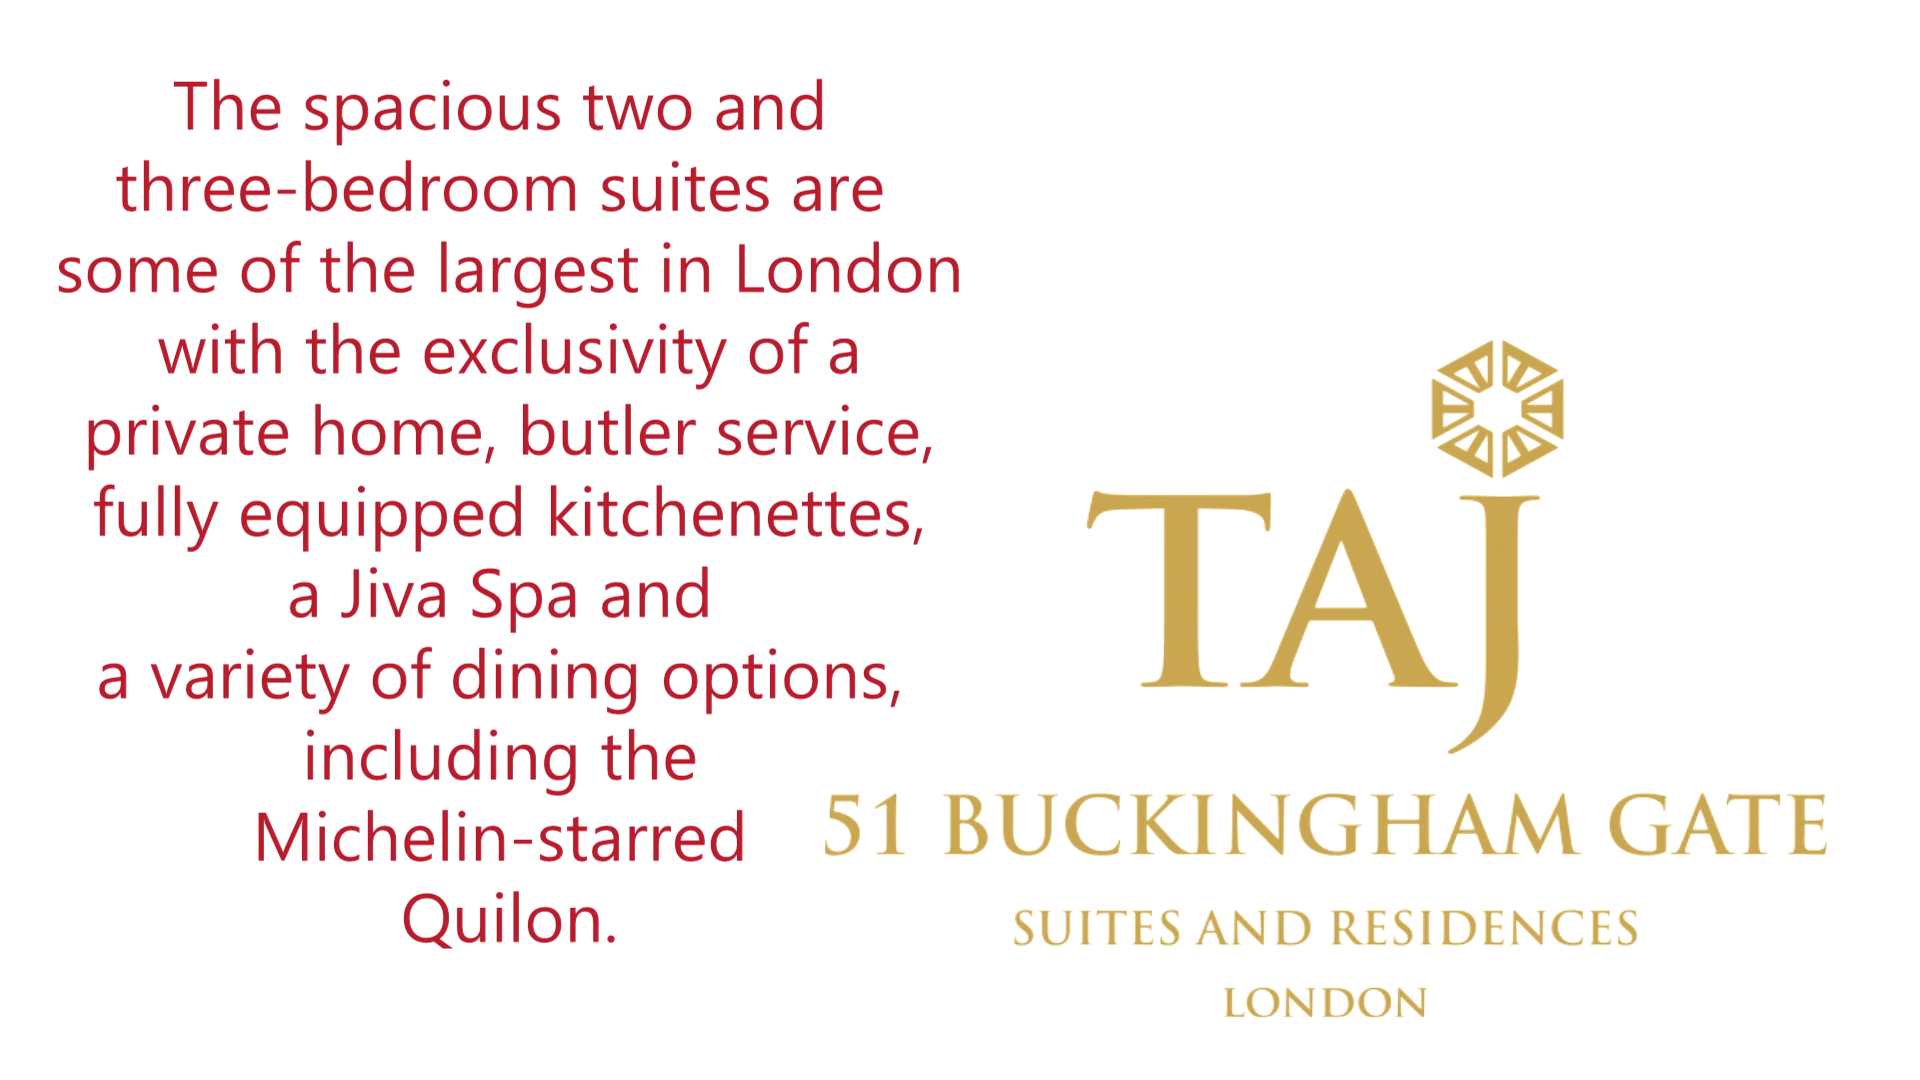 The spacious two and
three-bedroom suites are
some of the largest in London
with the exclusivity of a
private home, butler service,
fully equipped kitchenettes,
a Jiva Spa and
a variety of dining options,
including the
Michelin-starred
Quilon.
TAJ
51 BUCKINGHAM GATE
SUITES AND RESIDENCES
LONDON